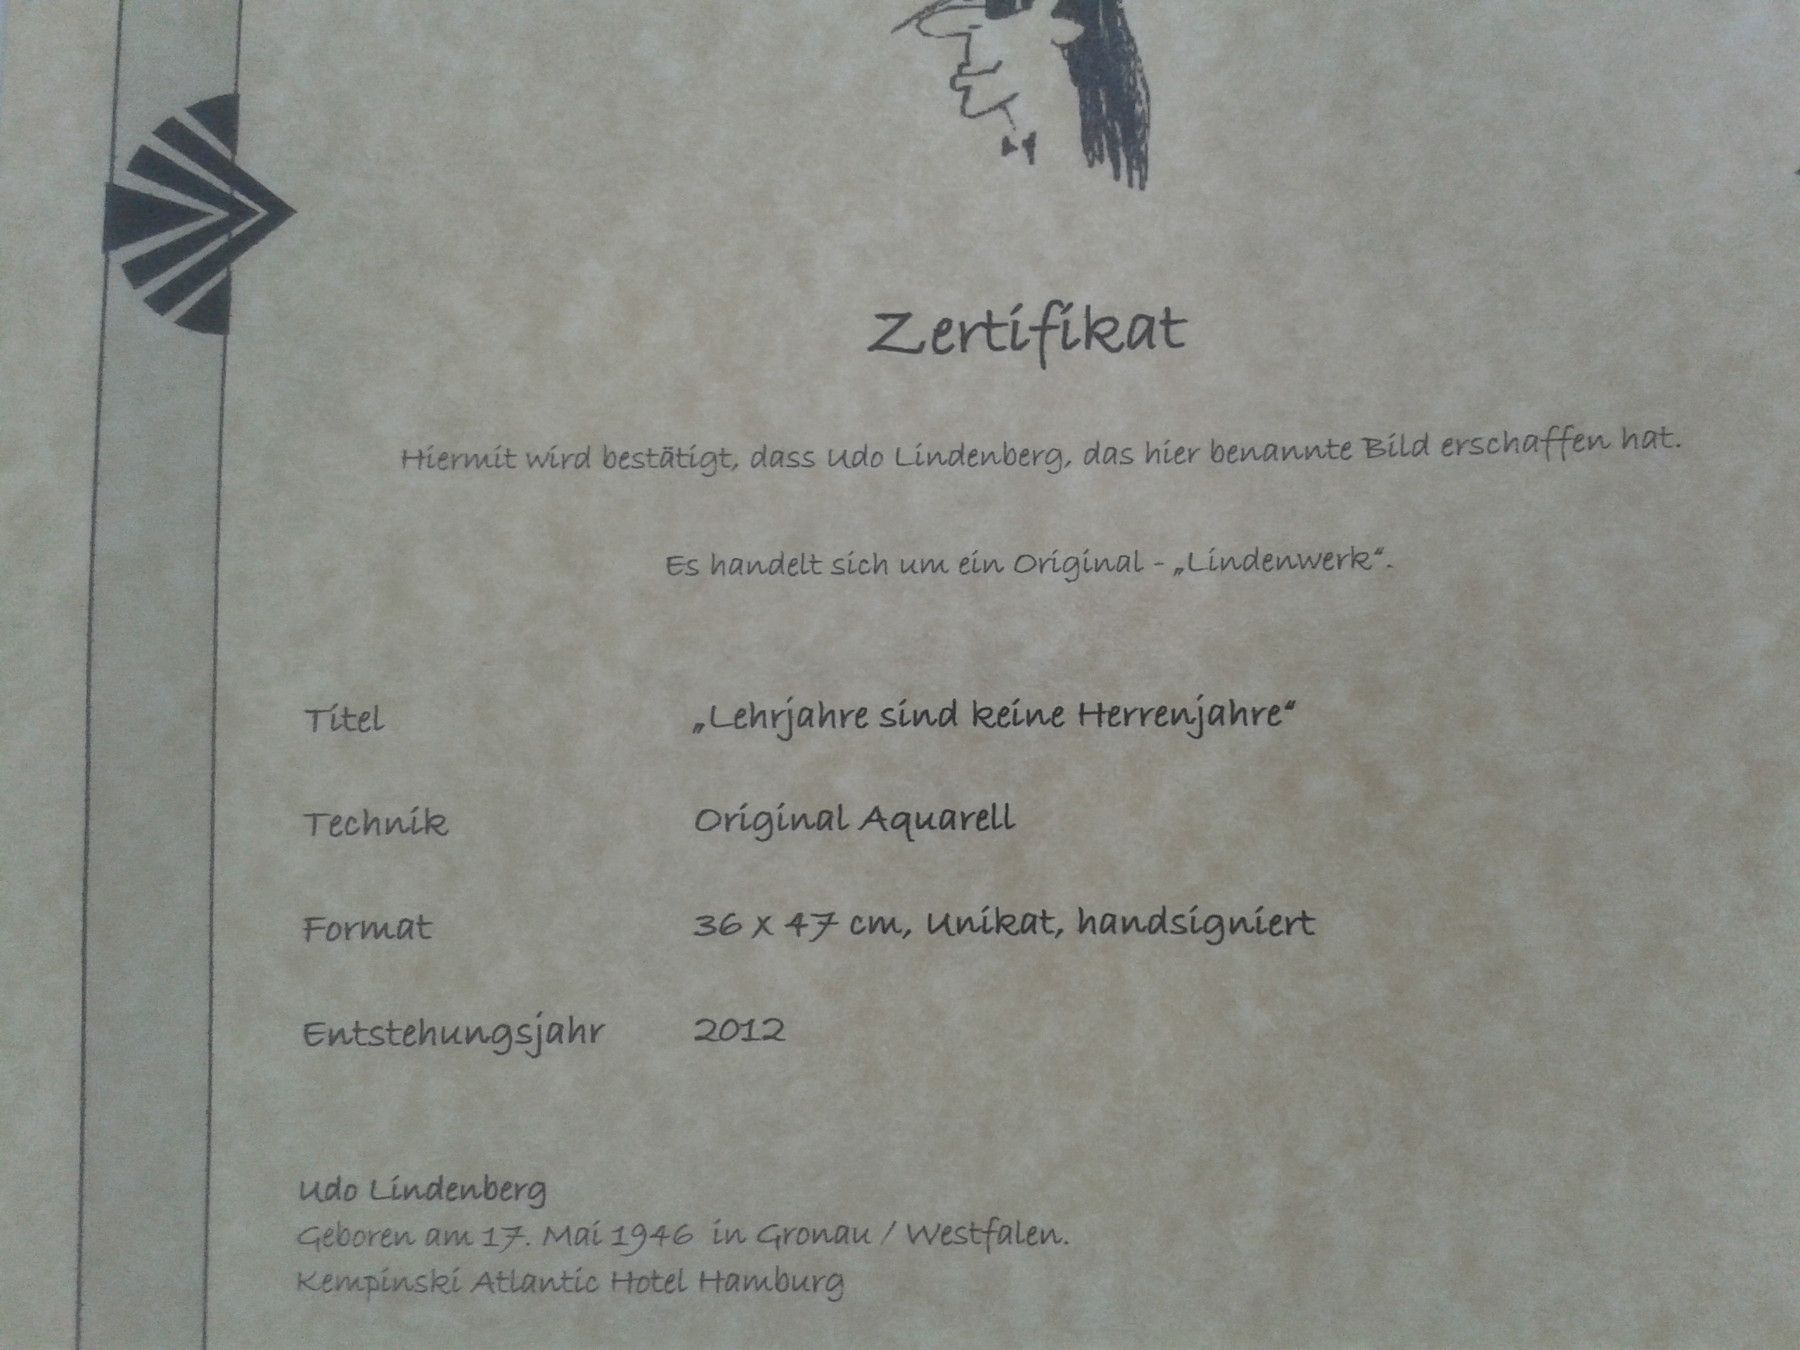 Zertifikat
Hiermit wird bestätigt, dass Udo Lindenberg, das hier benannte Bild erschaffen hat.
Es handelt sich um ein Original - „Lindenwerk“.
Titel „Lehrjahre sind keine Herrenjahre“
Technik Original Aquarell
Format 36 x 47 cm, Unikat, handsigniert
Entstehungsjahr 2012
Udo Lindenberg
Geboren am 17. Mai 1946 in Gronau / Westfalen.
Kempinski Atlantic Hotel Hamburg